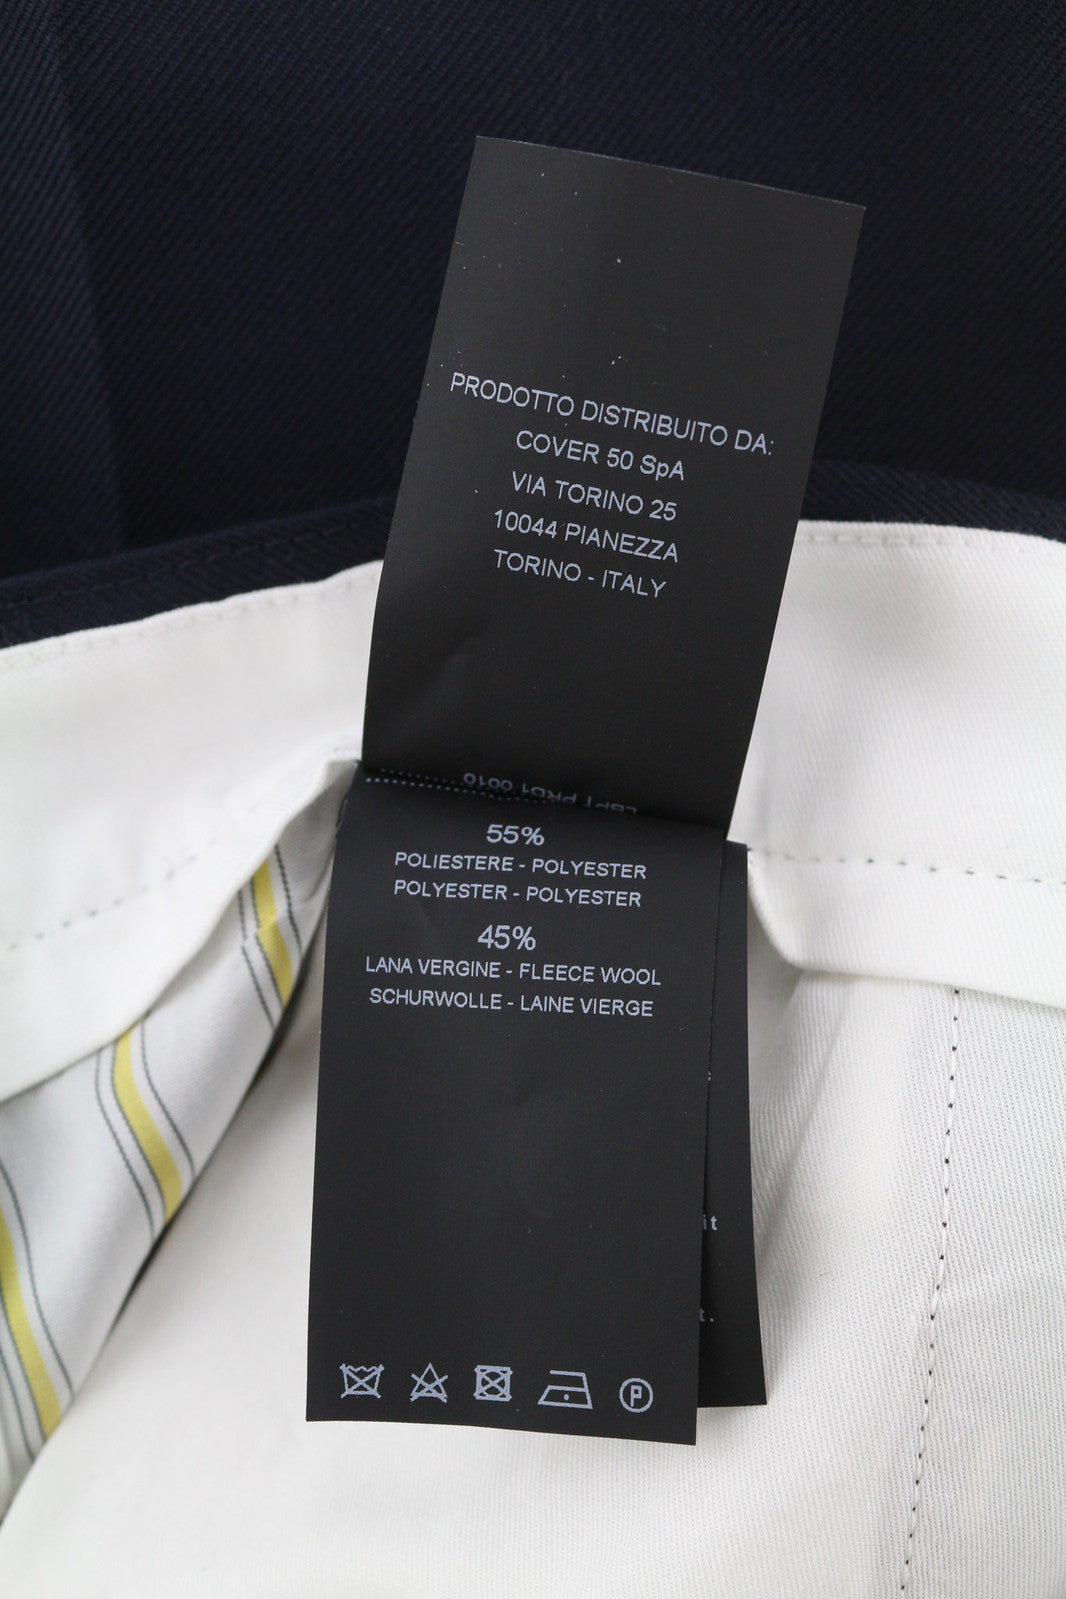 PRODOTTO DISTRIBUITO DA:
COVER 50 SpA
VIA TORINO 25
10044 PIANEZZA
TORINO - ITALY
55%
POLIESTERE - POLYESTER
POLYESTER - POLYESTER
45%
LANA VERGINE - FLEECE WOOL
SCHURWOLLE - LAINE VIERGE
it
t.
P